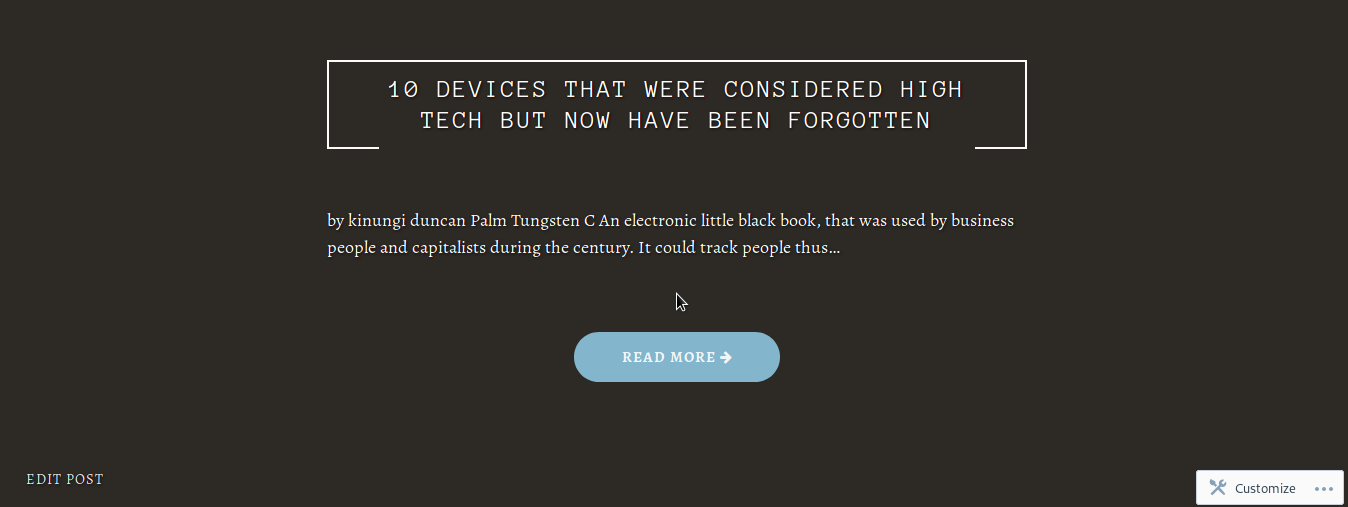 10 DEVICES THAT WERE CONSIDERED HIGH
TECH BUT NOW HAVE BEEN FORGOTTEN
by kinungi duncan Palm Tungsten C An electronic little black book, that was used by business
people and capitalists during the century. It could track people thus...
READ MORE →
EDIT POST
Customize